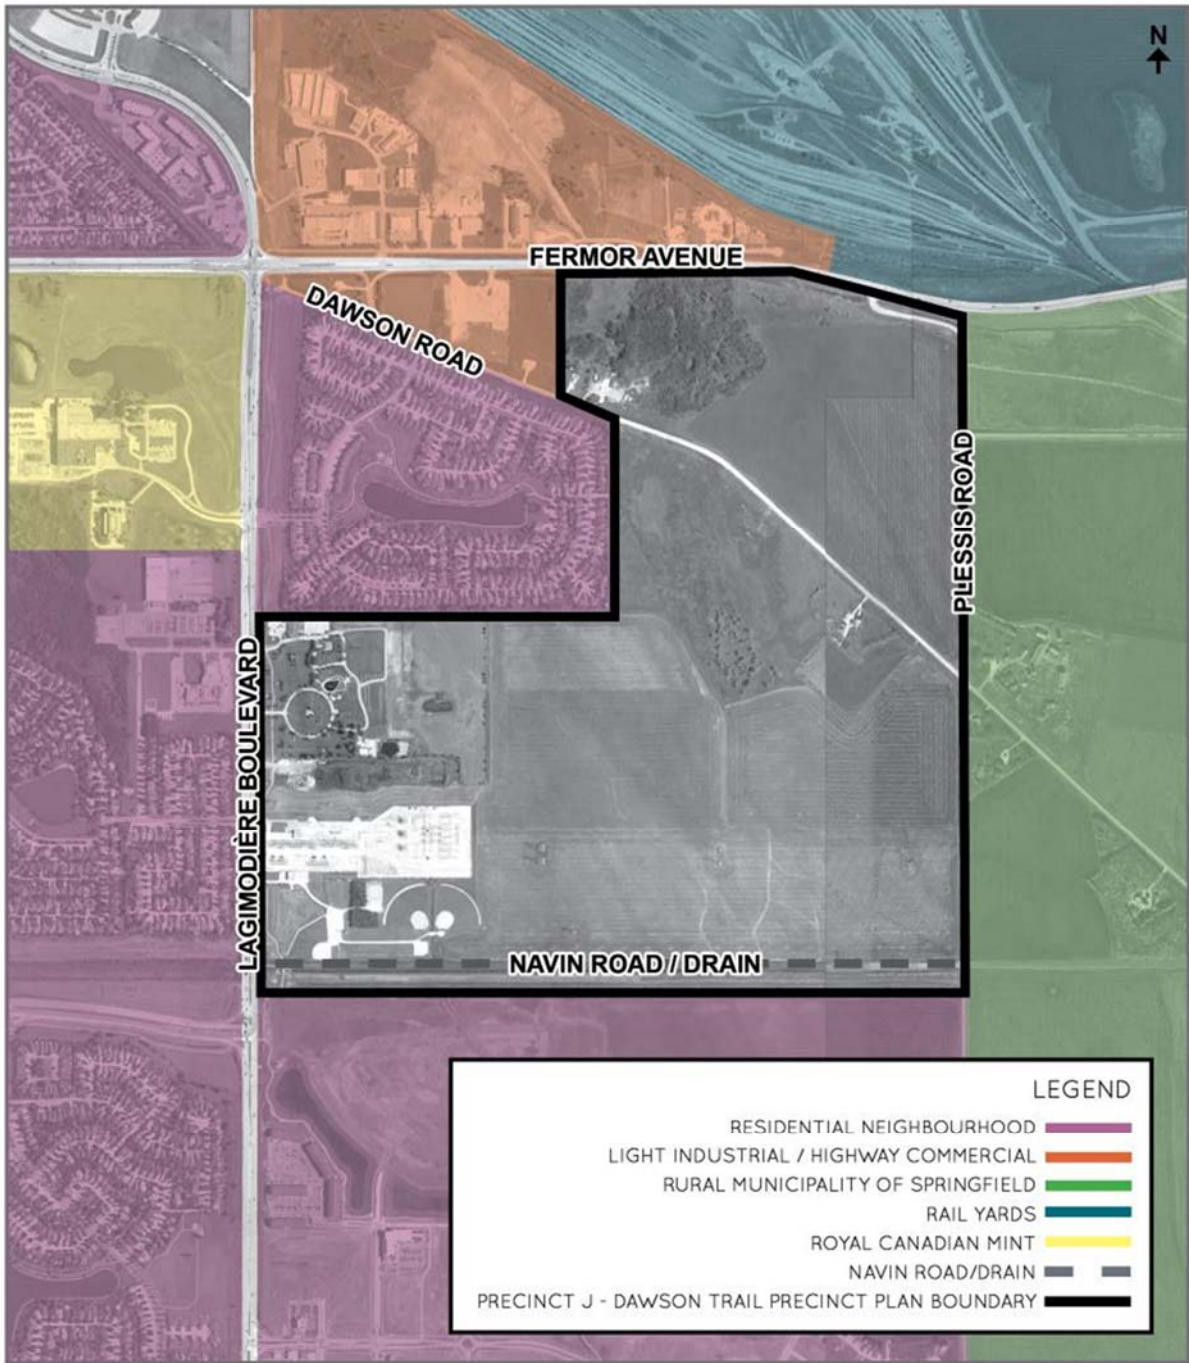 N
FERMOR AVENUE
DAWSON ROAD
PLESSIS ROAD
LAGIMODIÈRE BOULEVARD
NAVIN ROAD / DRAIN
LEGEND
RESIDENTIAL NEIGHBOURHOOD
LIGHT INDUSTRIAL / HIGHWAY COMMERCIAL
RURAL MUNICIPALITY OF SPRINGFIELD
RAIL YARDS
ROYAL CANADIAN MINT
NAVIN ROAD/DRAIN
PRECINCT J - DAWSON TRAIL PRECINCT PLAN BOUNDARY